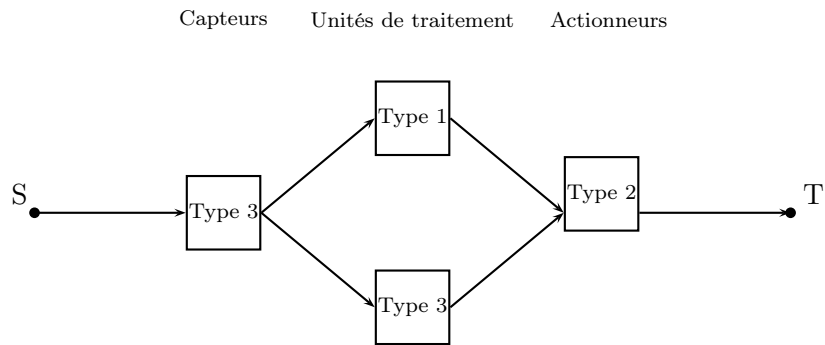 Capteurs Unités de traitement Actionneurs
Type 1
S Type 3 Type 2 T
Type 3